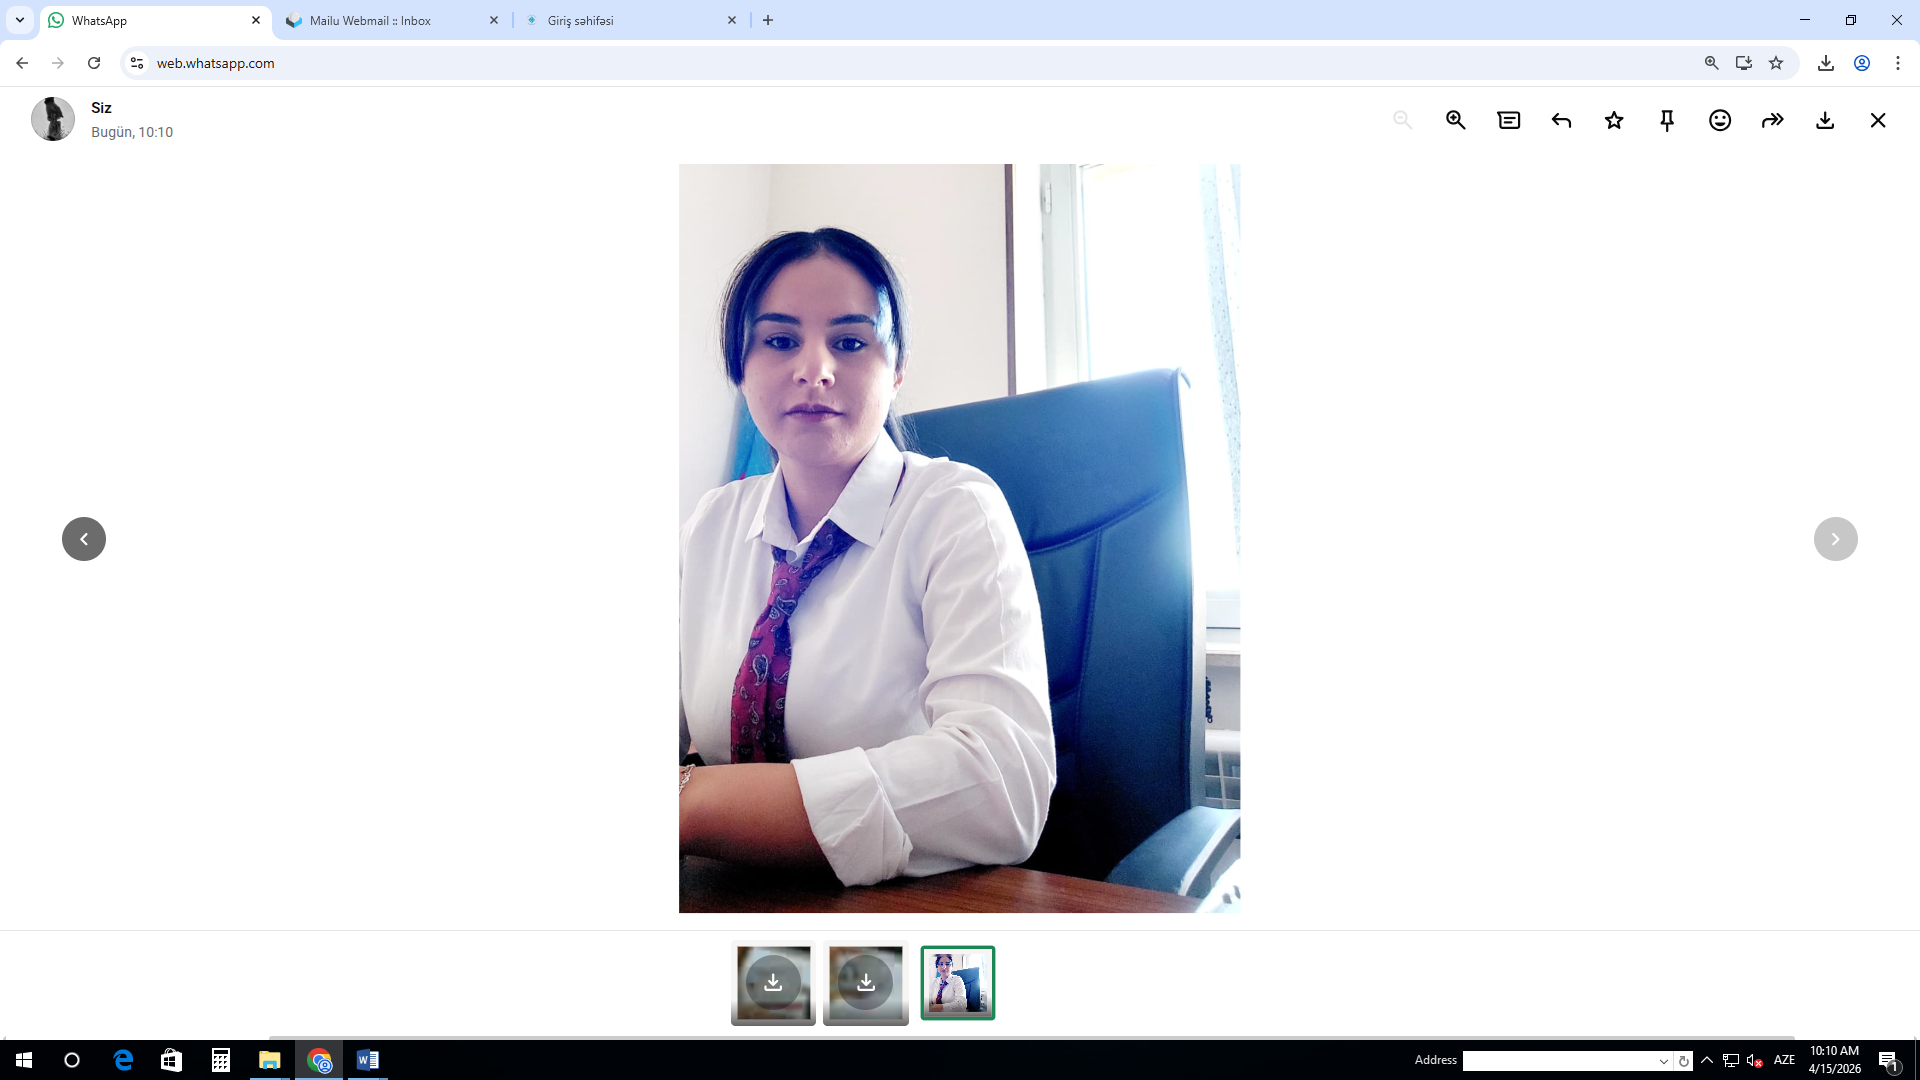 WhatsApp
Mailu Webmail :: Inbox
Giriş səhifəsi
web.whatsapp.com
Siz
Bugün, 10:10
Address
AZE
10:10 AM
4/15/2026
1